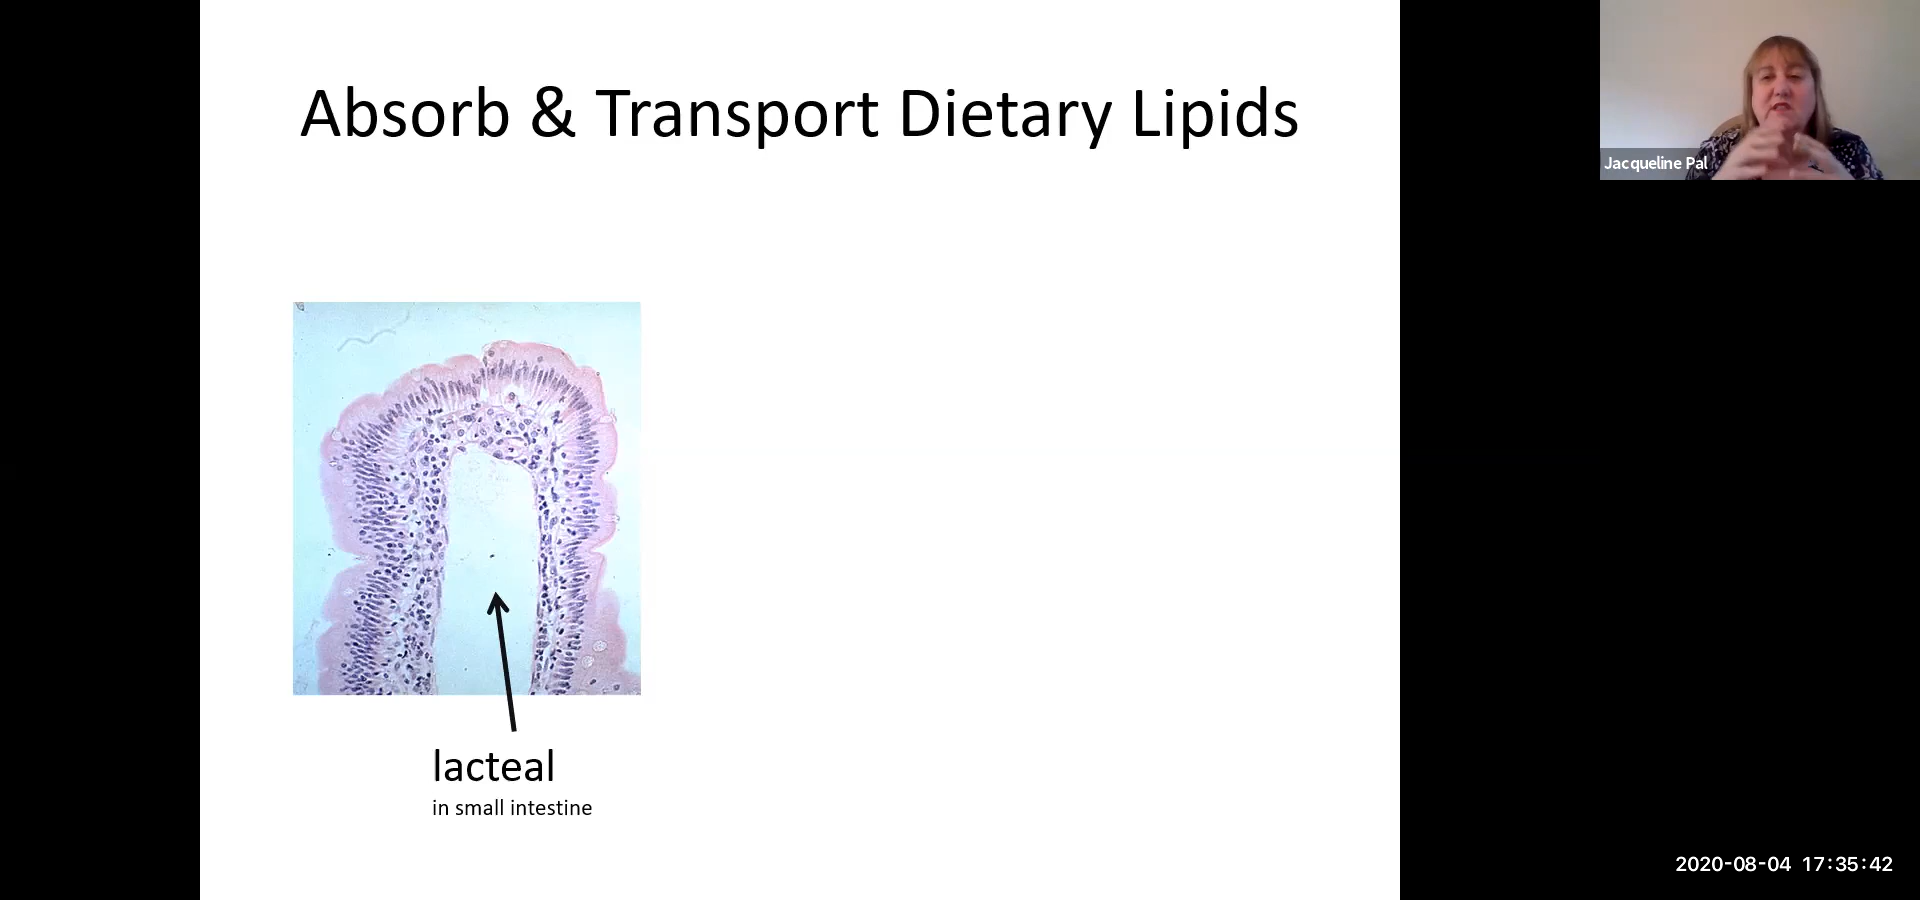 Absorb & Transport Dietary Lipids
Jacqueline Pal
lacteal
in small intestine
2020-08-04 17:35:42